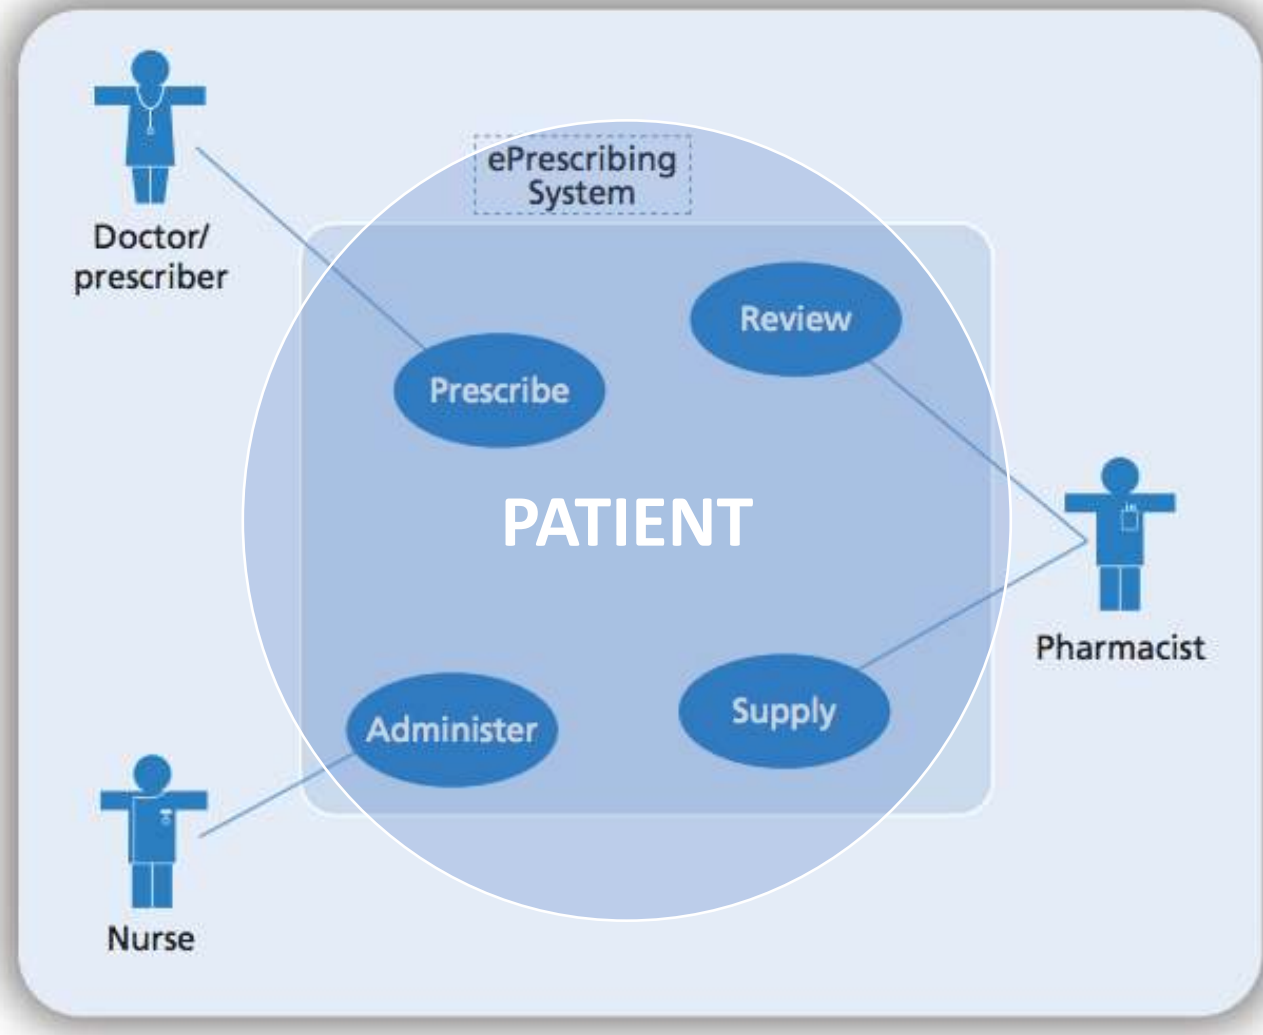 ePrescribing
System
Doctor/
prescriber
Review
Prescribe
PATIENT
Pharmacist
Supply
Administer
Nurse